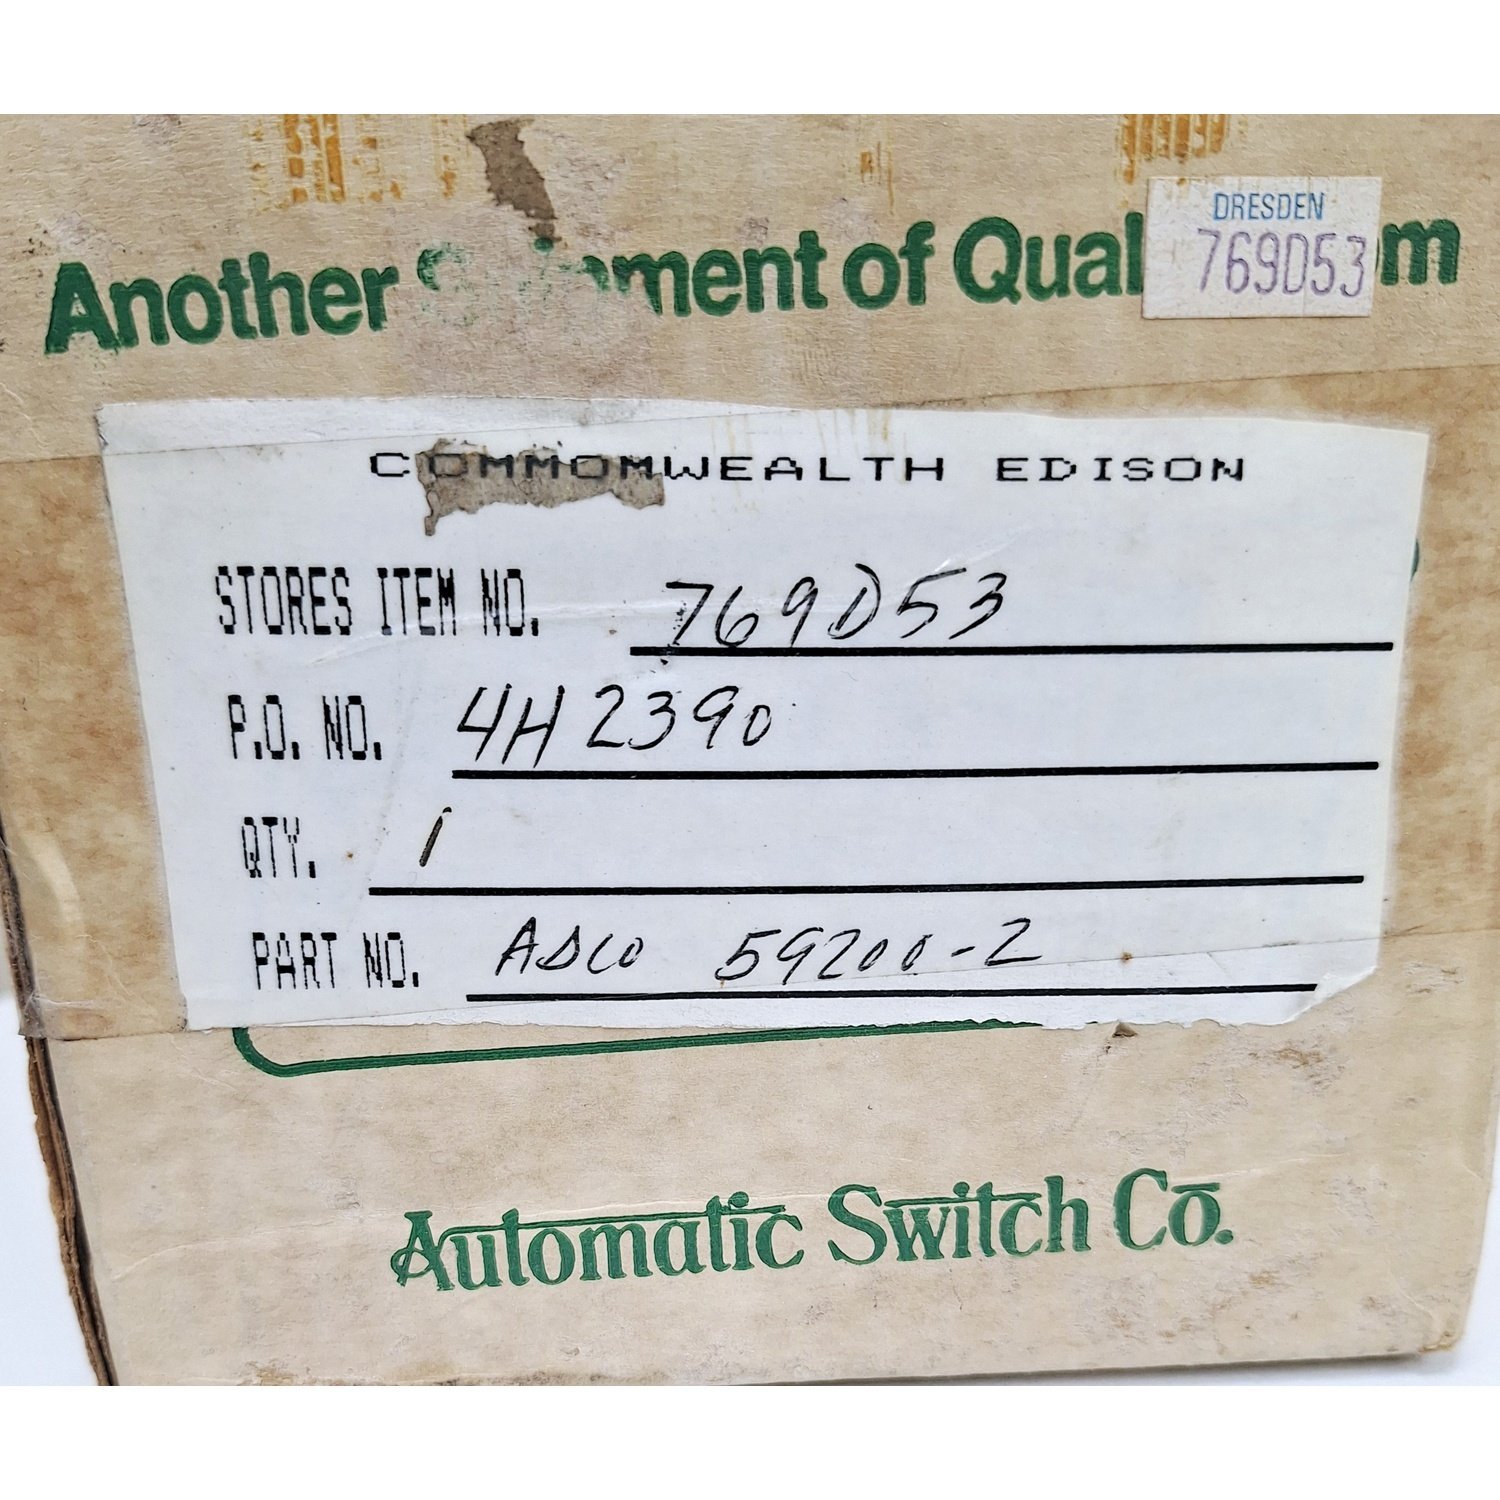 DRESDEN
769D53
Another ment of Qual m
COMMOMWEALTH EDISON
STORES ITEM NO. 769D53
P.O. NO. 4H2390
QTY. 1
PART NO. ASCO 59200-2
Automatic Switch Co.